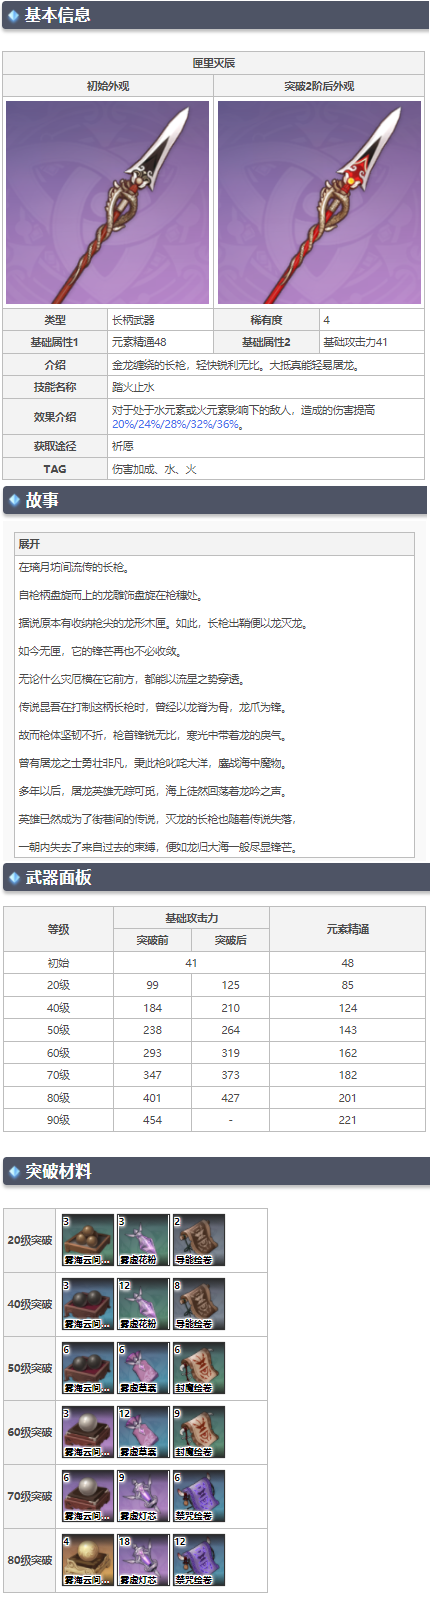 基本信息
匣里灭辰
初始外观 突破2阶后外观
类型 长柄武器 稀有度 4
基础属性1 元素精通48 基础属性2 基础攻击力41
介绍 金龙缠绕的长枪，轻快锐利无比。大抵真能轻易屠龙。
技能名称 踏火止水
效果介绍 对于处于水元素或火元素影响下的敌人，造成的伤害提高
20%/24%/28%/32%/36%。
获取途径 祈愿
TAG 伤害加成、水、火
故事
展开
在璃月坊间流传的长枪。
自枪柄盘旋而上的龙雕饰盘旋在枪穗处。
据说原本有收纳枪尖的龙形木匣。如此，长枪出鞘便以龙灭龙。
如今无匣，它的锋芒再也不必收敛。
无论什么灾厄横在它前方，都能以流星之势穿透。
传说昆吾在打制这柄长枪时，曾经以龙脊为骨，龙爪为锋。
故而枪体坚韧不折，枪首锋锐无比，寒光中带着龙的戾气。
曾有屠龙之士勇壮非凡，秉此枪叱咤大洋，鏖战海中魔物。
多年以后，屠龙英雄无踪可觅，海上徒然回荡着龙吟之声。
英雄已然成为了街巷间的传说，灭龙的长枪也随着传说失落，
一朝内失去了来自过去的束缚，便如龙归大海一般尽显锋芒。
武器面板
等级 基础攻击力 元素精通
突破前 突破后
初始 41 48
20级 99 125 85
40级 184 210 124
50级 238 264 143
60级 293 319 162
70级 347 373 182
80级 401 427 201
90级 454 - 221
突破材料
20级突破 3 雾海云间... 3 雾虚花粉 2 导能绘卷
40级突破 3 雾海云间... 12 雾虚花粉 8 导能绘卷
50级突破 6 雾海云间... 6 雾虚草囊 6 封魔绘卷
60级突破 3 雾海云间... 12 雾虚草囊 9 封魔绘卷
70级突破 6 雾海云间... 9 雾虚灯芯 6 禁咒绘卷
80级突破 4 雾海云间... 18 雾虚灯芯 12 禁咒绘卷